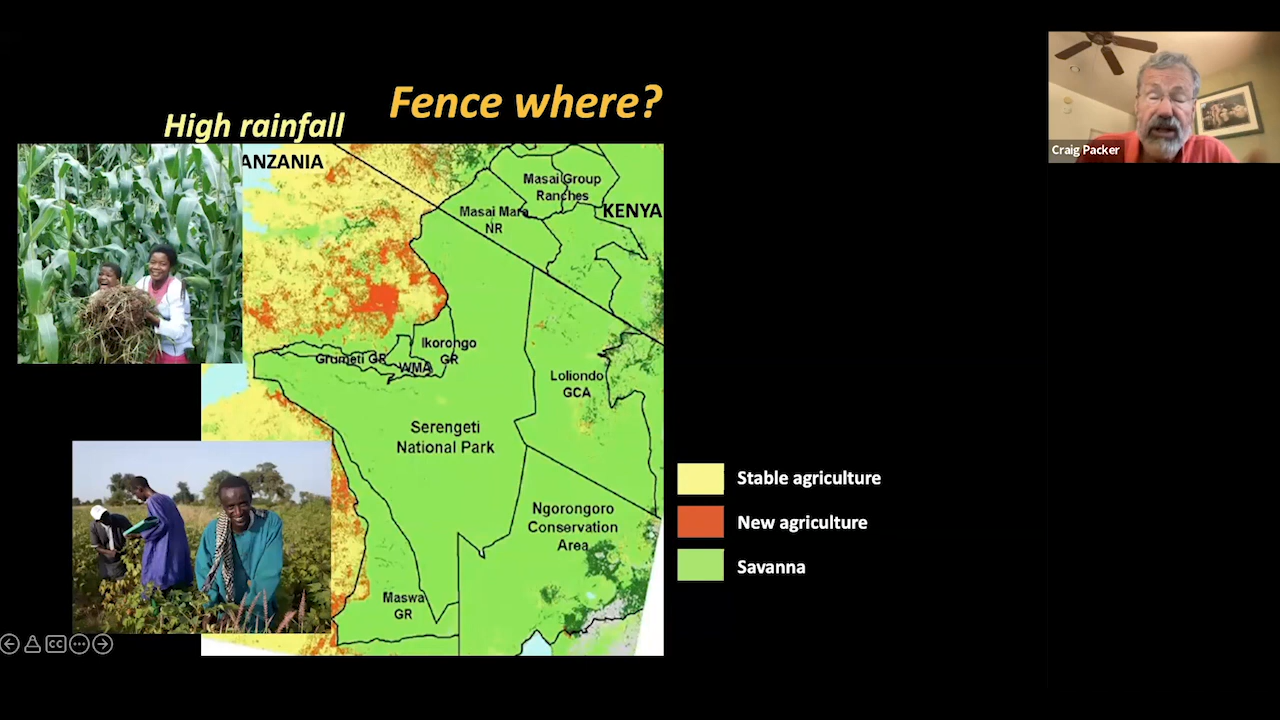 Fence where?
High rainfall
ANZANIA
Masai Group
Ranches
Masai Mara
NR
KENYA
Ikorongo
GR
Grumeti GR
WMA
Loliondo
GCA
Serengeti
National Park
Ngorongoro
Conservation
Area
Maswa
GR
Stable agriculture
New agriculture
Savanna
Craig Packer
CC